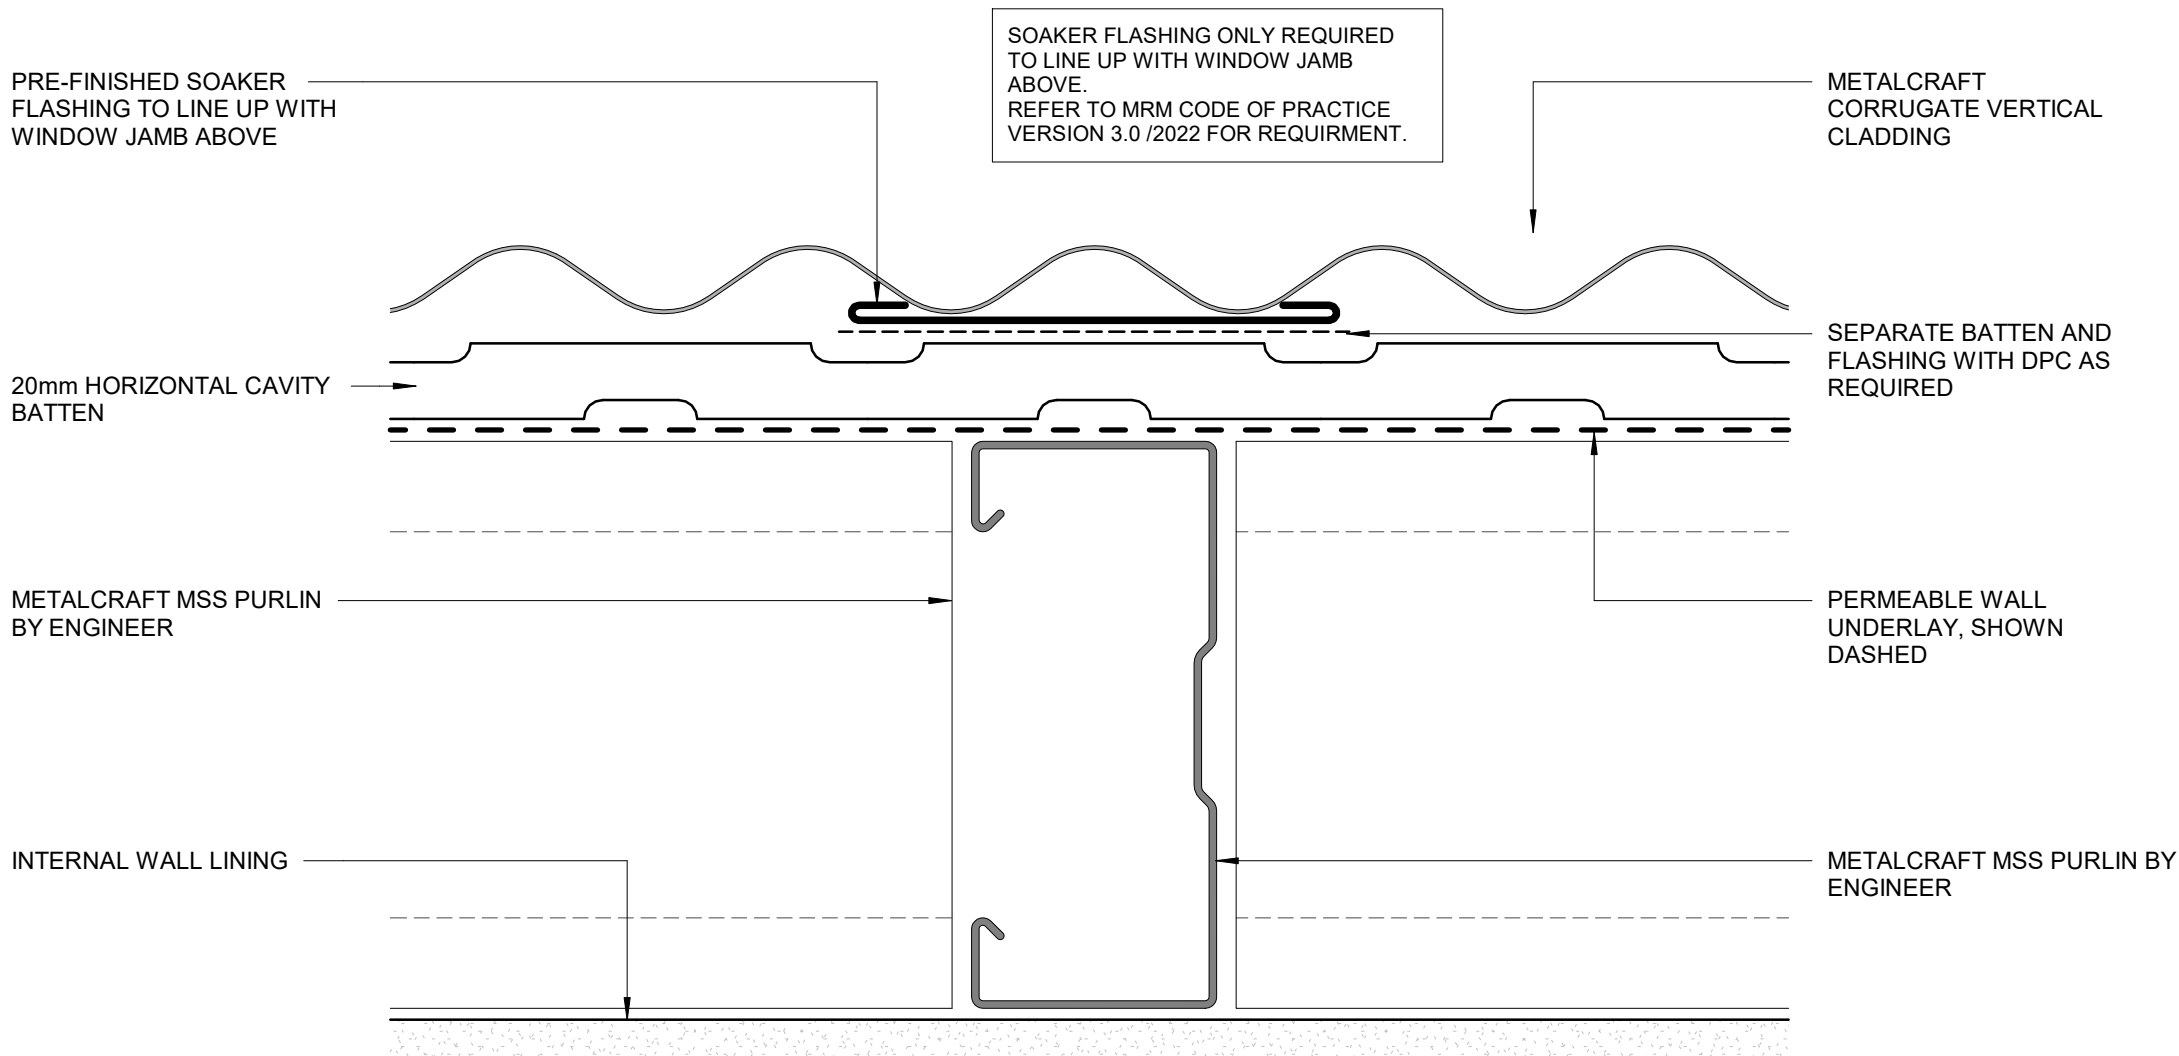 SOAKER FLASHING ONLY REQUIRED
TO LINE UP WITH WINDOW JAMB
ABOVE.
REFER TO MRM CODE OF PRACTICE
VERSION 3.0 /2022 FOR REQUIRMENT.
PRE-FINISHED SOAKER
FLASHING TO LINE UP WITH
WINDOW JAMB ABOVE
METALCRAFT
CORRUGATE VERTICAL
CLADDING
SEPARATE BATTEN AND
FLASHING WITH DPC AS
REQUIRED
20mm HORIZONTAL CAVITY
BATTEN
METALCRAFT MSS PURLIN
BY ENGINEER
PERMEABLE WALL
UNDERLAY, SHOWN
DASHED
INTERNAL WALL LINING
METALCRAFT MSS PURLIN BY
ENGINEER